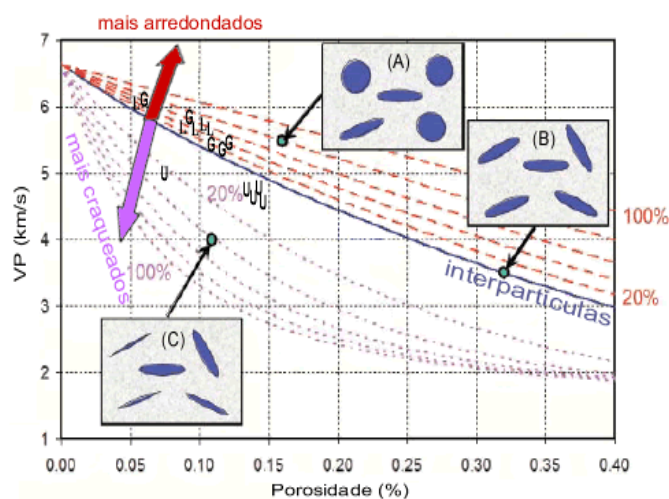 mais arredondados
7
6
5
4
3
2
1
VP (km/s)
(A)
(B)
(C)
L G
G
L L L L
G G G
U
U U U U
20%
100%
mais craqueados
100%
20%
interpartículas
0.00 0.05 0.10 0.15 0.20 0.25 0.30 0.35 0.40
Porosidade (%)